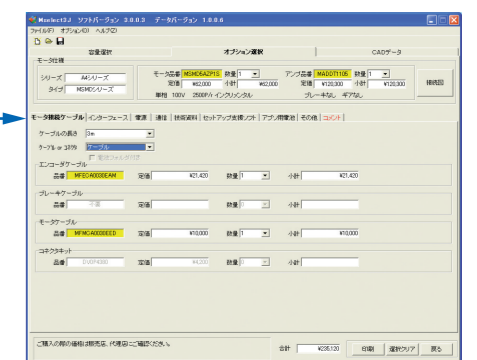 Msnlect3J ソフトバージョン 3.0.0.3 データバージョン 1.0.0.6
ファイル(F) オプション(O) ヘルプ(Z)
容量選択 オプション選択 CADデータ
モータ仕様
シリーズ A4シリーズ
タイプ MSMDシリーズ
モータ品番 MSMD5AZP1S 数量 1
定価 ¥62,000 小計 ¥62,000
単相 100V 2500P/r インクリメンタル
アンプ品番 MADDT1105 数量 1
定価 ¥120,300 小計 ¥120,300
ブレーキなし ギアなし
接続図
モータ接続ケーブル インターフェース 電源 通信 技術資料 セットアップ支援ソフト アブソ用電池 その他 コメント
ケーブルの長さ 3m
ケーブル or コネクタ ケーブル
エンコーダケーブル
品番 MFECA0030EAM 定価 ¥21,420 数量 1 小計 ¥21,420
ブレーキケーブル
品番 不要 定価 数量 0 小計
モータケーブル
品番 MFMCA0030EED 定価 ¥10,000 数量 1 小計 ¥10,000
コネクタキット
品番 DV0P4380 定価 ¥4,300 数量 0 小計
ご購入の際の価格は販売店、代理店にご確認ください。
合計 ¥235,120 印刷 選択クリア 戻る